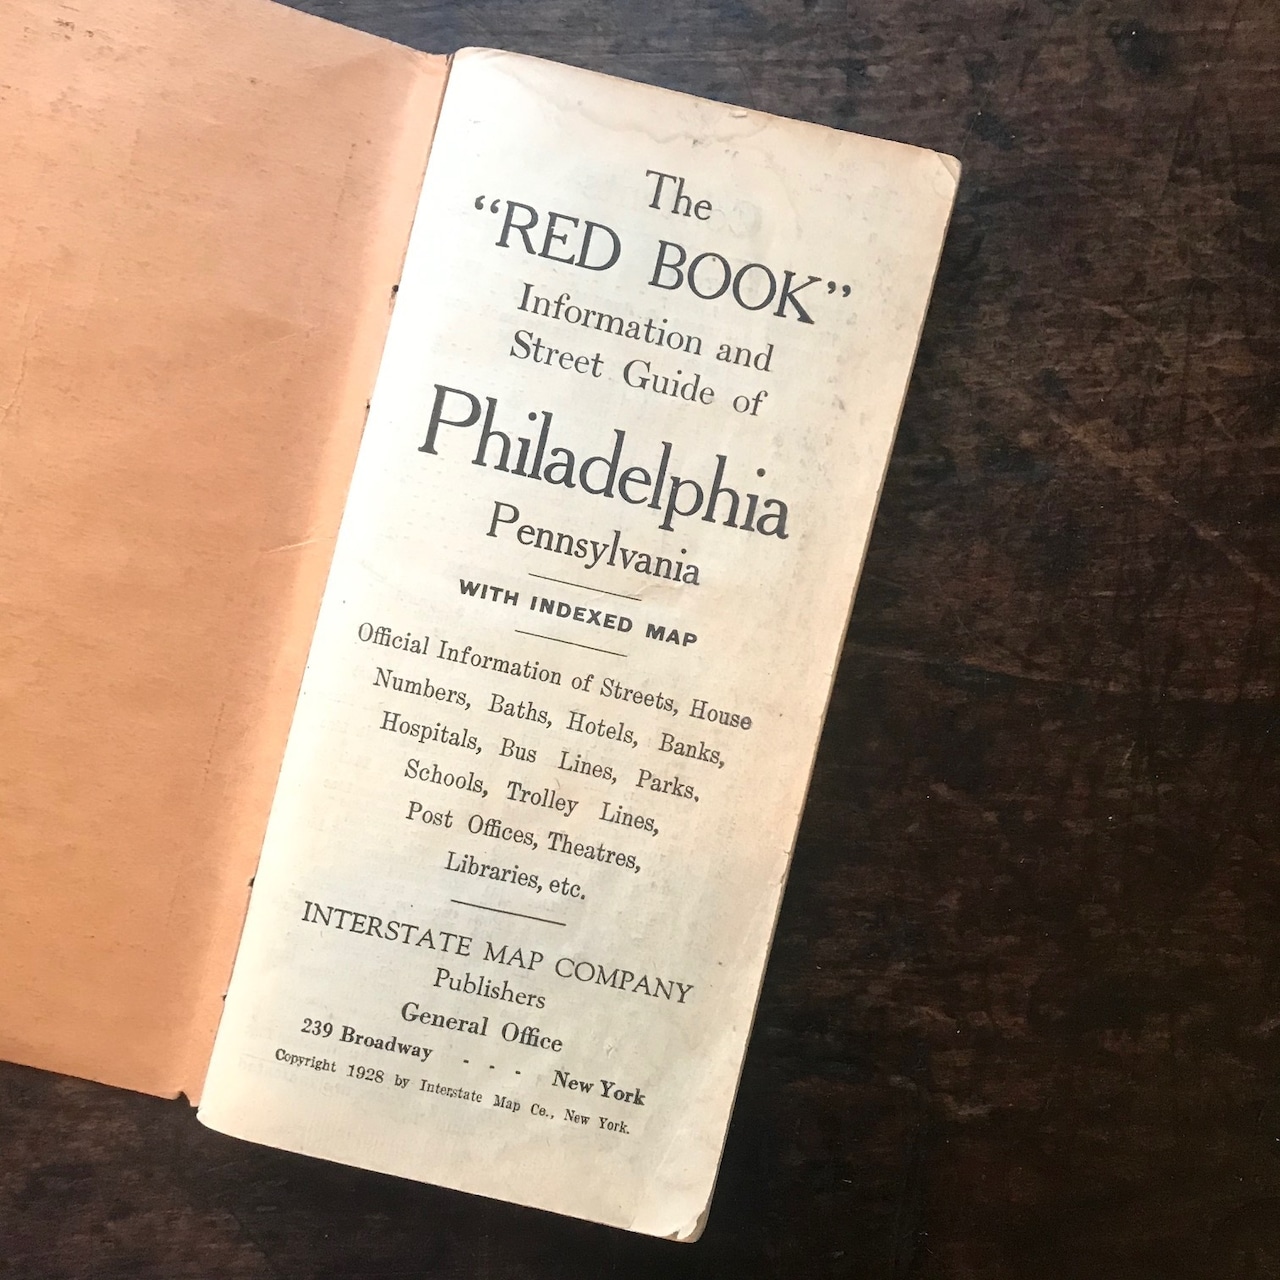 The
“RED BOOK”
Information and
Street Guide of
Philadelphia
Pennsylvania
WITH INDEXED MAP
Official Information of Streets, House
Numbers, Baths, Hotels, Banks,
Hospitals, Bus Lines, Parks,
Schools, Trolley Lines,
Post Offices, Theatres,
Libraries, etc.
INTERSTATE MAP COMPANY
Publishers
General Office
239 Broadway - - - New York
Copyright 1928 by Interstate Map Co., New York.